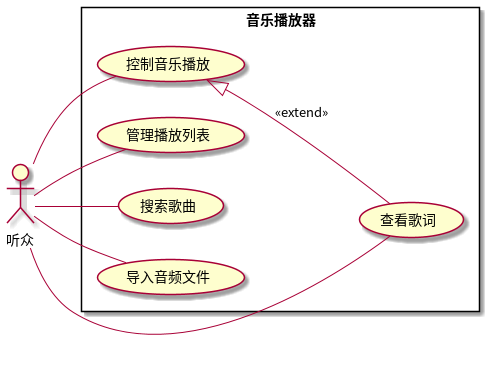 音乐播放器
控制音乐播放
«extend»
管理播放列表
搜索歌曲
查看歌词
听众
导入音频文件